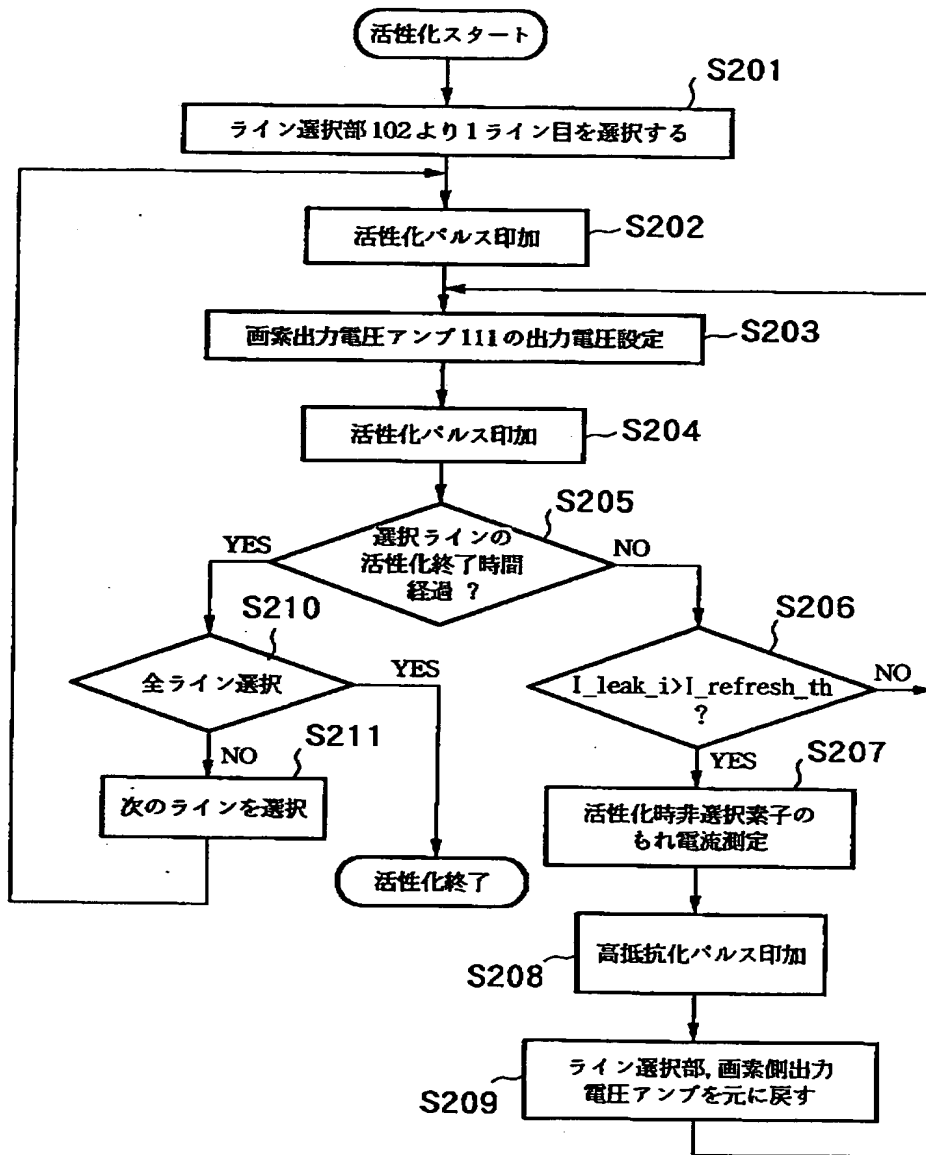 活性化スタート
S201
ライン選択部102より1ライン目を選択する
活性化パルス印加
S202
画素出力電圧アンプ111の出力電圧設定
S203
活性化パルス印加
S204
S205
選択ラインの
活性化終了時間
経過 ?
YES
NO
S210
全ライン選択
YES
NO
S206
I_leak_i>I_refresh_th
?
NO
YES
S211
次のラインを選択
S207
活性化時非選択素子の
もれ電流測定
活性化終了
高抵抗化パルス印加
S208
ライン選択部,画素側出力
電圧アンプを元に戻す
S209